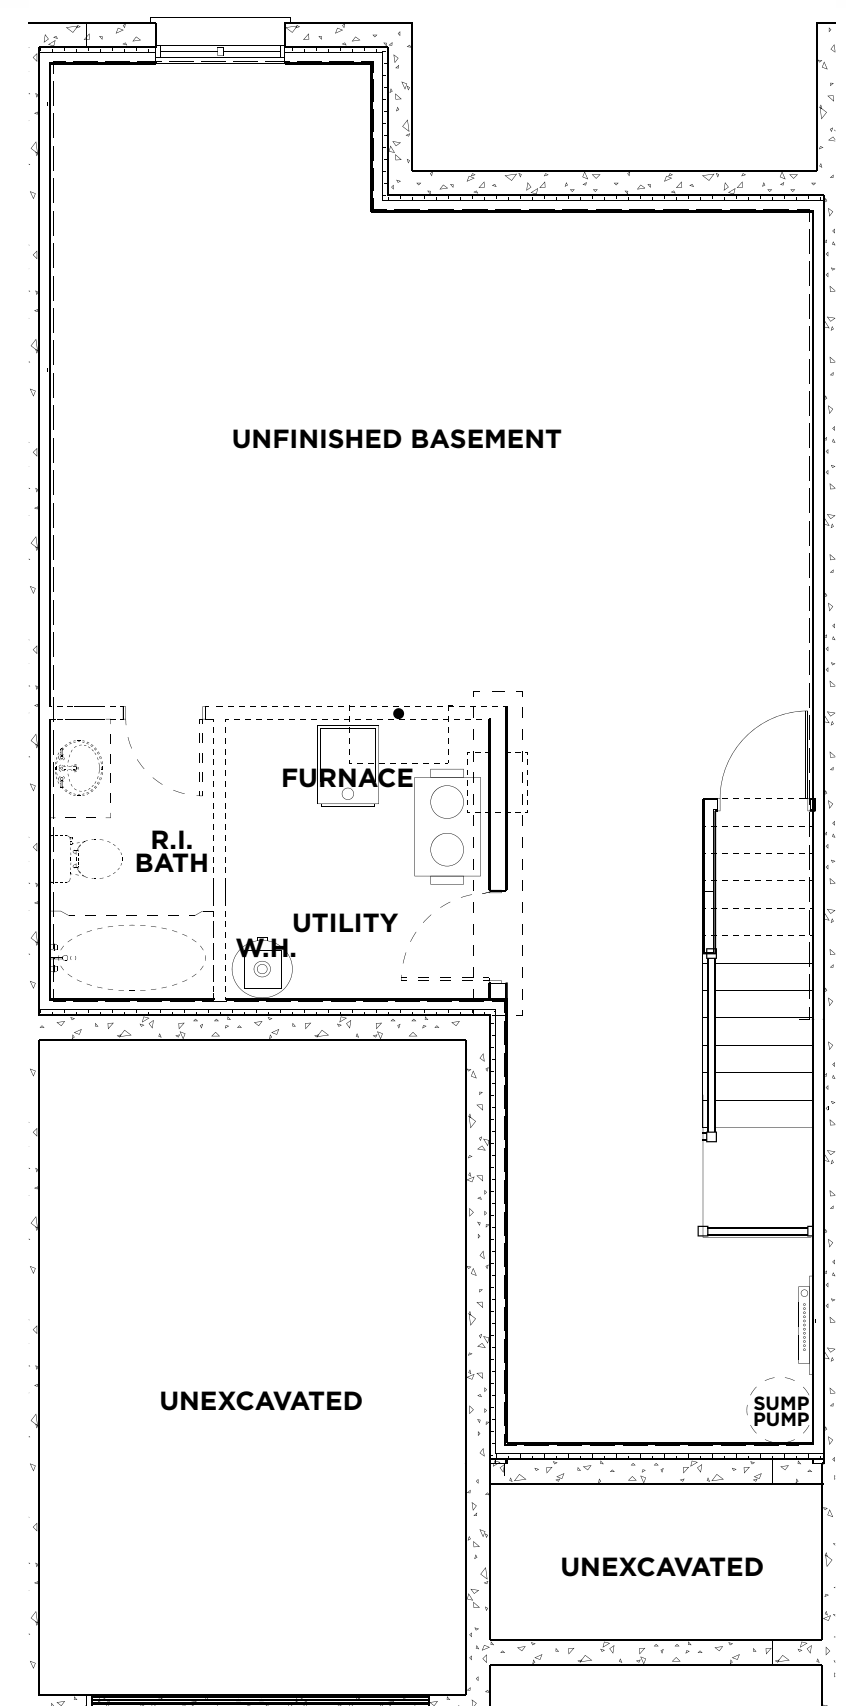 UNFINISHED BASEMENT
FURNACE
R.I.
BATH
UTILITY
W.H.
UNEXCAVATED
SUMP
PUMP
UNEXCAVATED